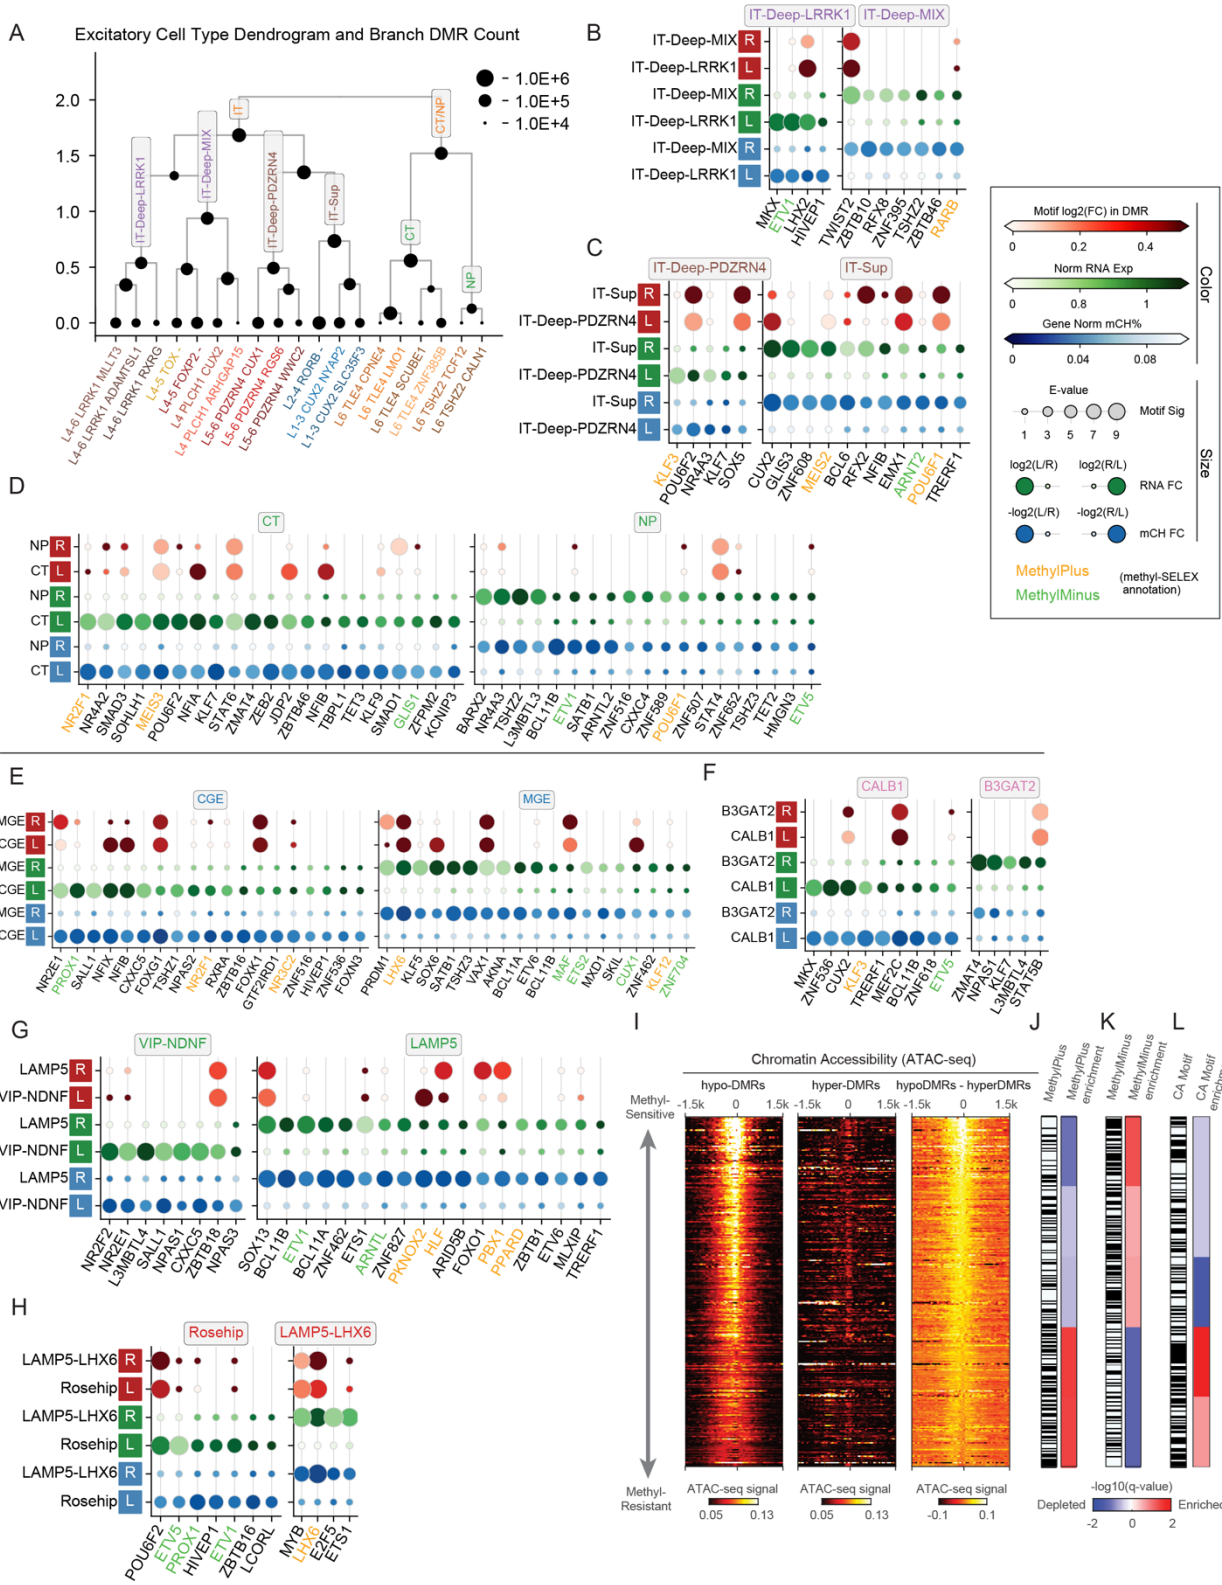 A
Excitatory Cell Type Dendrogram and Branch DMR Count
1.0E+6
1.0E+5
1.0E+4
2.0
1.5
1.0
0.5
0.0
IT
CT/NP
IT-Deep-LRRK1
IT-Deep-MIX
IT-Deep-PDZRN4
IT-Sup
CT
NP
L4-6 LRRK1 MLLT3
L4-6 LRRK1 ADAMTSL-
L4-6 LRRK1 RXRG
L4-5 TOX -
L4-5 FOXP2 -
L4 PLCH1 CUX2
L4 PLCH1 ARHGAP15
L5-6 PDZRN4 CUX1
L5-6 PDZRN4 RGS6
L5-6 PDZRN4 WWC2
L2-4 RORB -
L1-3 CUX2 NYAP2
L1-3 CUX2 SLC35F3
L6 TLE4 CPNE4
L6 TLE4 LMO1
L6 TLE4 SCUBE1
L6 TLE4 ZNF385B
L6 TSHZ2 TCF12
L6 TSHZ2 CALN1
B
IT-Deep-LRRK1
IT-Deep-MIX
IT-Deep-MIX R
IT-Deep-LRRK1 L
IT-Deep-MIX R
IT-Deep-LRRK1 L
IT-Deep-MIX R
IT-Deep-LRRK1 L
MKX
ETV1
LHX2
HIVEP1
TWIST2
ZBTB10
RFX8
ZNF395
TSHZ2
ZBTB46
RARB
C
IT-Deep-PDZRN4
IT-Sup
IT-Sup R
IT-Deep-PDZRN4 L
IT-Sup R
IT-Deep-PDZRN4 L
IT-Sup R
IT-Deep-PDZRN4 L
KLF3
POU6F2
NR4A3
KLF7
SOX5
CUX2
GLIS3
ZNF608
MEIS2
BCL6
RFX2
NFIB
EMX1
ARNT2
POU6F1
TRERF1
Motif log2(FC) in DMR
0
0.2
0.4
Norm RNA Exp
0
0.8
1
Gene Norm mCH%
0
0.08
Color
E-value
Motif Sig
1
3
5
7
9
log2(L/R)
log2(R/L)
RNA FC
-log2(L/R)
-log2(R/L)
mCH FC
Size
MethylPlus
MethylMinus
(methyl-SELEX
annotation)
D
CT
NP
NP R
CT L
NP R
CT L
NP R
CT L
NR2F1
NR4A2
SMAD3
SOHLH1
MEIS3
POU6F2
NFIA
KLF7
STAT6
ZMAT4
ZEB2
JDP2
ZBTB46
NFIB
TBPL1
TET3
KLF9
SMAD1
GLIS1
ZFPM2
KCNIP3
BARX2
NR4A3
TSHZ2
L3MBTL3
BCL11B
ETV1
SATB1
ARNTL2
ZNF516
CXXC4
ZNF589
POU6F1
ZNF507
STAT4
ZNF652
TSHZ3
TET2
HMGN3
ETV5
E
CGE
MGE
MGE R
CGE L
MGE R
CGE L
MGE R
CGE L
NR2E1
PROX1
SALL1
NFIX
NFIB
CXXC5
FOXG1
TSHZ1
NPAS2
NR2F1
RXRA
ZBTB16
FOXK1
GTF2IRD1
NR3C2
ZNF516
HIVEP1
ZNF536
FOXN3
PRDM1
LHX6
KLF5
SOX6
SATB1
TSHZ3
VAX1
AKNA
BCL11A
ETV6
BCL11B
MAF
ETS2
MXD1
SKIL
CUX1
ZNF462
KLF12
ZNF704
F
CALB1
B3GAT2
B3GAT2 R
CALB1 L
B3GAT2 R
CALB1 L
B3GAT2 R
CALB1 L
MKX
ZNF536
CUX2
KLF3
TRERF1
MEF2C
BCL11B
ZNF618
ETV5
ZMAT4
NPAS1
KLF7
L3MBTL4
STAT5B
G
VIP-NDNF
LAMP5
LAMP5 R
VIP-NDNF L
LAMP5 R
VIP-NDNF L
LAMP5 R
VIP-NDNF L
NR2F2
NR2E1
L3MBTL4
SALL1
NPAS1
CXXC5
ZBTB18
NPAS3
SOX13
BCL11B
ETV1
BCL11A
ZNF462
ETS1
ARNTL
ZNF827
PKNOX2
HLF
ARID5B
FOXO1
PBX1
PPARD
ZBTB1
ETV6
MLXIP
TRERF1
H
Rosehip
LAMP5-LHX6
LAMP5-LHX6 R
Rosehip L
LAMP5-LHX6 R
Rosehip L
LAMP5-LHX6 R
Rosehip L
POU6F2
ETV5
PROX1
HIVEP1
ETV1
ZBTB16
LCORL
MYB
LHX6
E2F5
ETS1
I
Chromatin Accessibility (ATAC-seq)
hypo-DMRs
hyper-DMRs
hypoDMRs - hyperDMRs
-1.5k 0 1.5k
-1.5k 0 1.5k
-1.5k 0 1.5k
Methyl-
Sensitive
Methyl-
Resistant
ATAC-seq signal
0.05 0.13
ATAC-seq signal
0.05 0.13
ATAC-seq signal
-0.1 0.1
J
MethylPlus
MethylPlus
enrichment
K
MethylMinus
MethylMinus
enrichment
L
CA Motif
CA Motif
-log10(q-value)
Depleted
-2 0 2